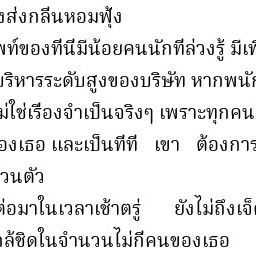 งส่งกลิ่นหอมฟุ้ง
พท์ของที่นี่มีน้อยคนนักที่ล่วงรู้ มีเพี
บริหารระดับสูงของบริษัท หากพนัก
ม่ใช่เรื่องจำเป็นจริงๆ เพราะทุกคน
องเธอ และเป็นที่ที่ เขา ต้องการ
วนตัว
ต่อมาในเวลาเช้าตรู่ ยังไม่ถึงเจ็
ล้ชิดในจำนวนไม่กี่คนของเธอ